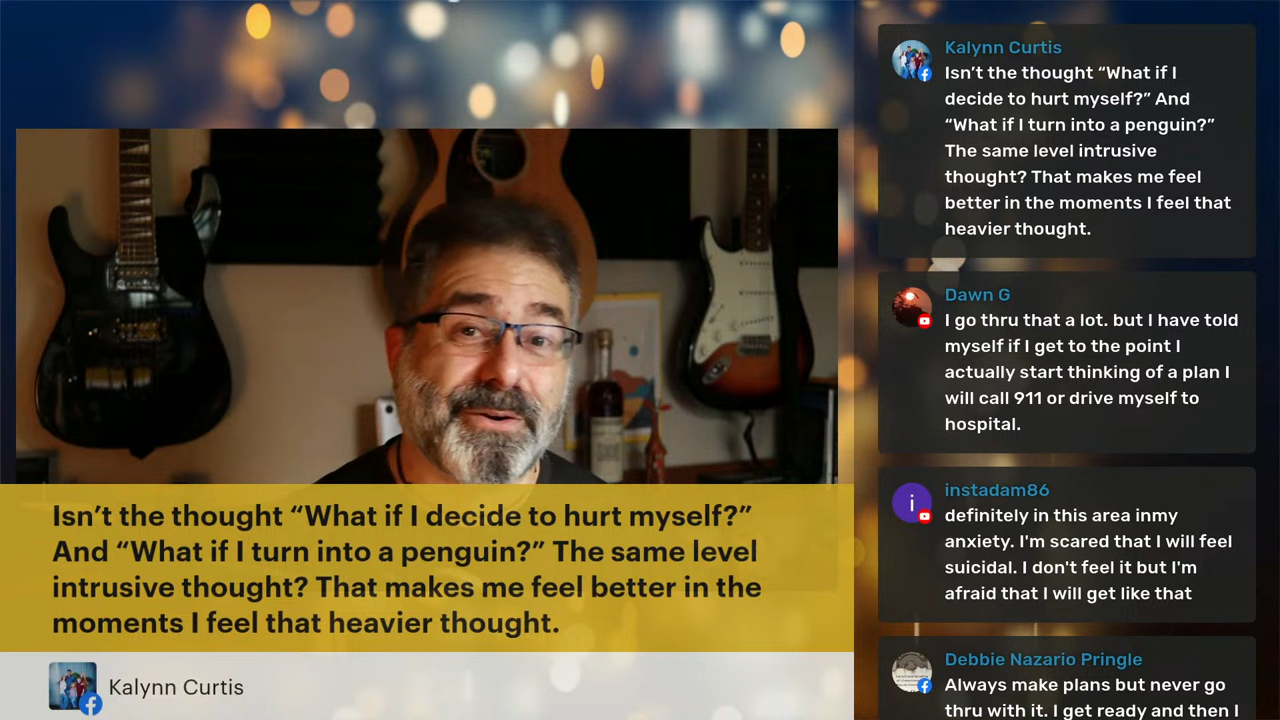 Isn’t the thought “What if I decide to hurt myself?”
And “What if I turn into a penguin?” The same level
intrusive thought? That makes me feel better in the
moments I feel that heavier thought.
Kalynn Curtis
Kalynn Curtis
Isn’t the thought “What if I
decide to hurt myself?” And
“What if I turn into a penguin?”
The same level intrusive
thought? That makes me feel
better in the moments I feel that
heavier thought.
Dawn G
I go thru that a lot. but I have told
myself if I get to the point I
actually start thinking of a plan I
will call 911 or drive myself to
hospital.
i
instadam86
definitely in this area inmy
anxiety. I'm scared that I will feel
suicidal. I don't feel it but I'm
afraid that I will get like that
Debbie Nazario Pringle
Always make plans but never go
thru with it. I get ready and then I